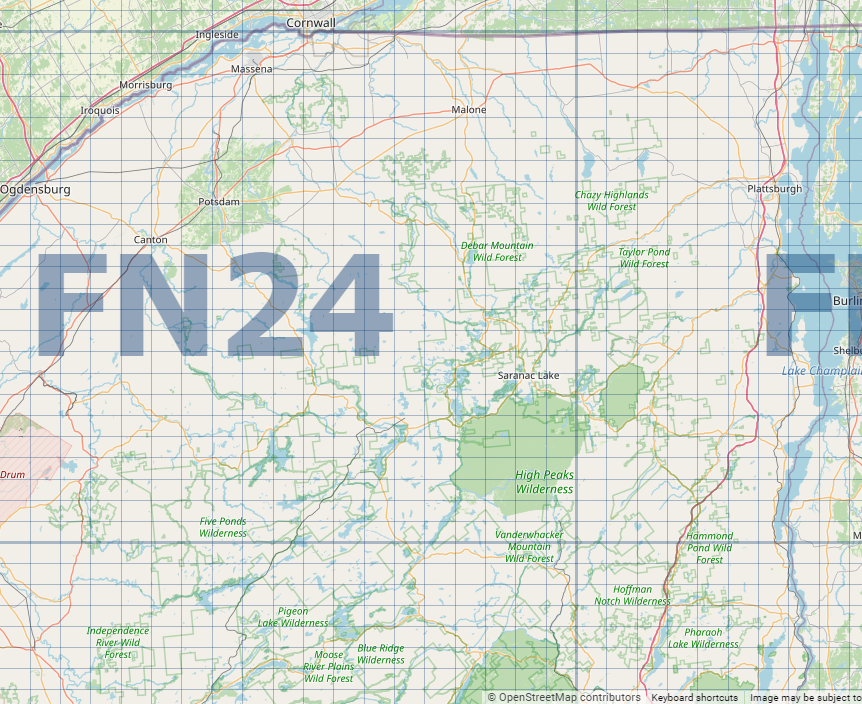 Cornwall
Ingleside
Massena
Morrisburg
Iroquois
Malone
Ogdensburg
Plattsburgh
Potsdam
Chazy Highlands
Wild Forest
Canton
Debar Mountain
Wild Forest
Taylor Pond
Wild Forest
FN24
F
Burlin
Shelbu
Lake Champlain
Saranac Lake
Drum
High Peaks
Wilderness
Five Ponds
Wilderness
Vanderwhacker
Mountain
Wild Forest
Hammond
Pond Wild
Forest
M
Hoffman
Notch Wilderness
Pigeon
Lake Wilderness
Independence
River Wild
Forest
Pharaoh
Lake Wilderness
Blue Ridge
Wilderness
Moose
River Plains
Wild Forest
© OpenStreetMap contributors
Keyboard shortcuts
Image may be subject to